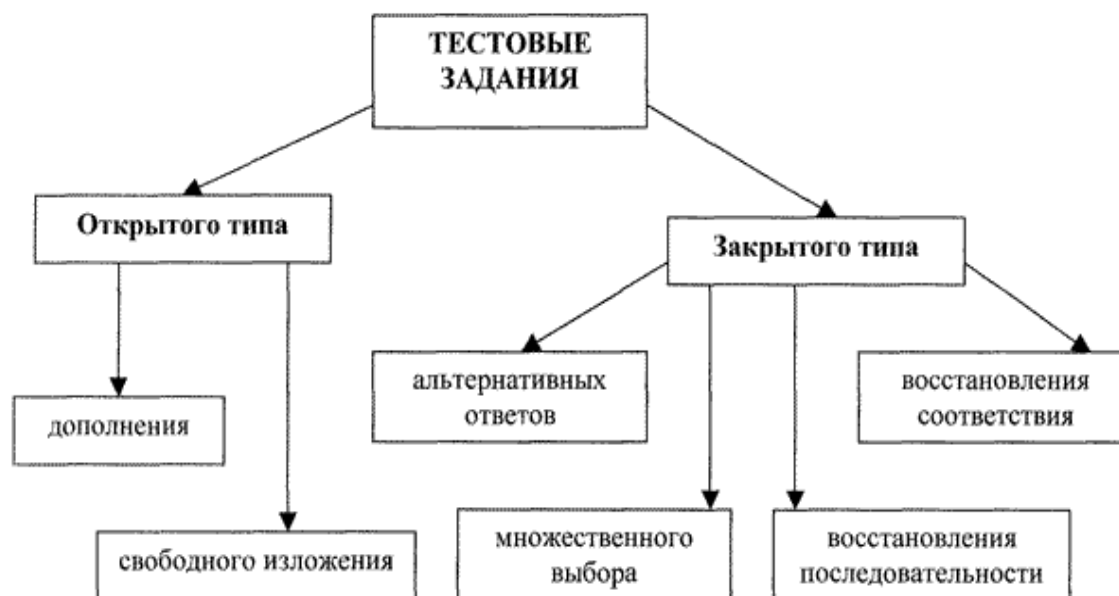 ТЕСТОВЫЕ
ЗАДАНИЯ
Открытого типа
Закрытого типа
альтернативных
ответов
восстановления
соответствия
дополнения
множественного
выбора
восстановления
последовательности
свободного изложения